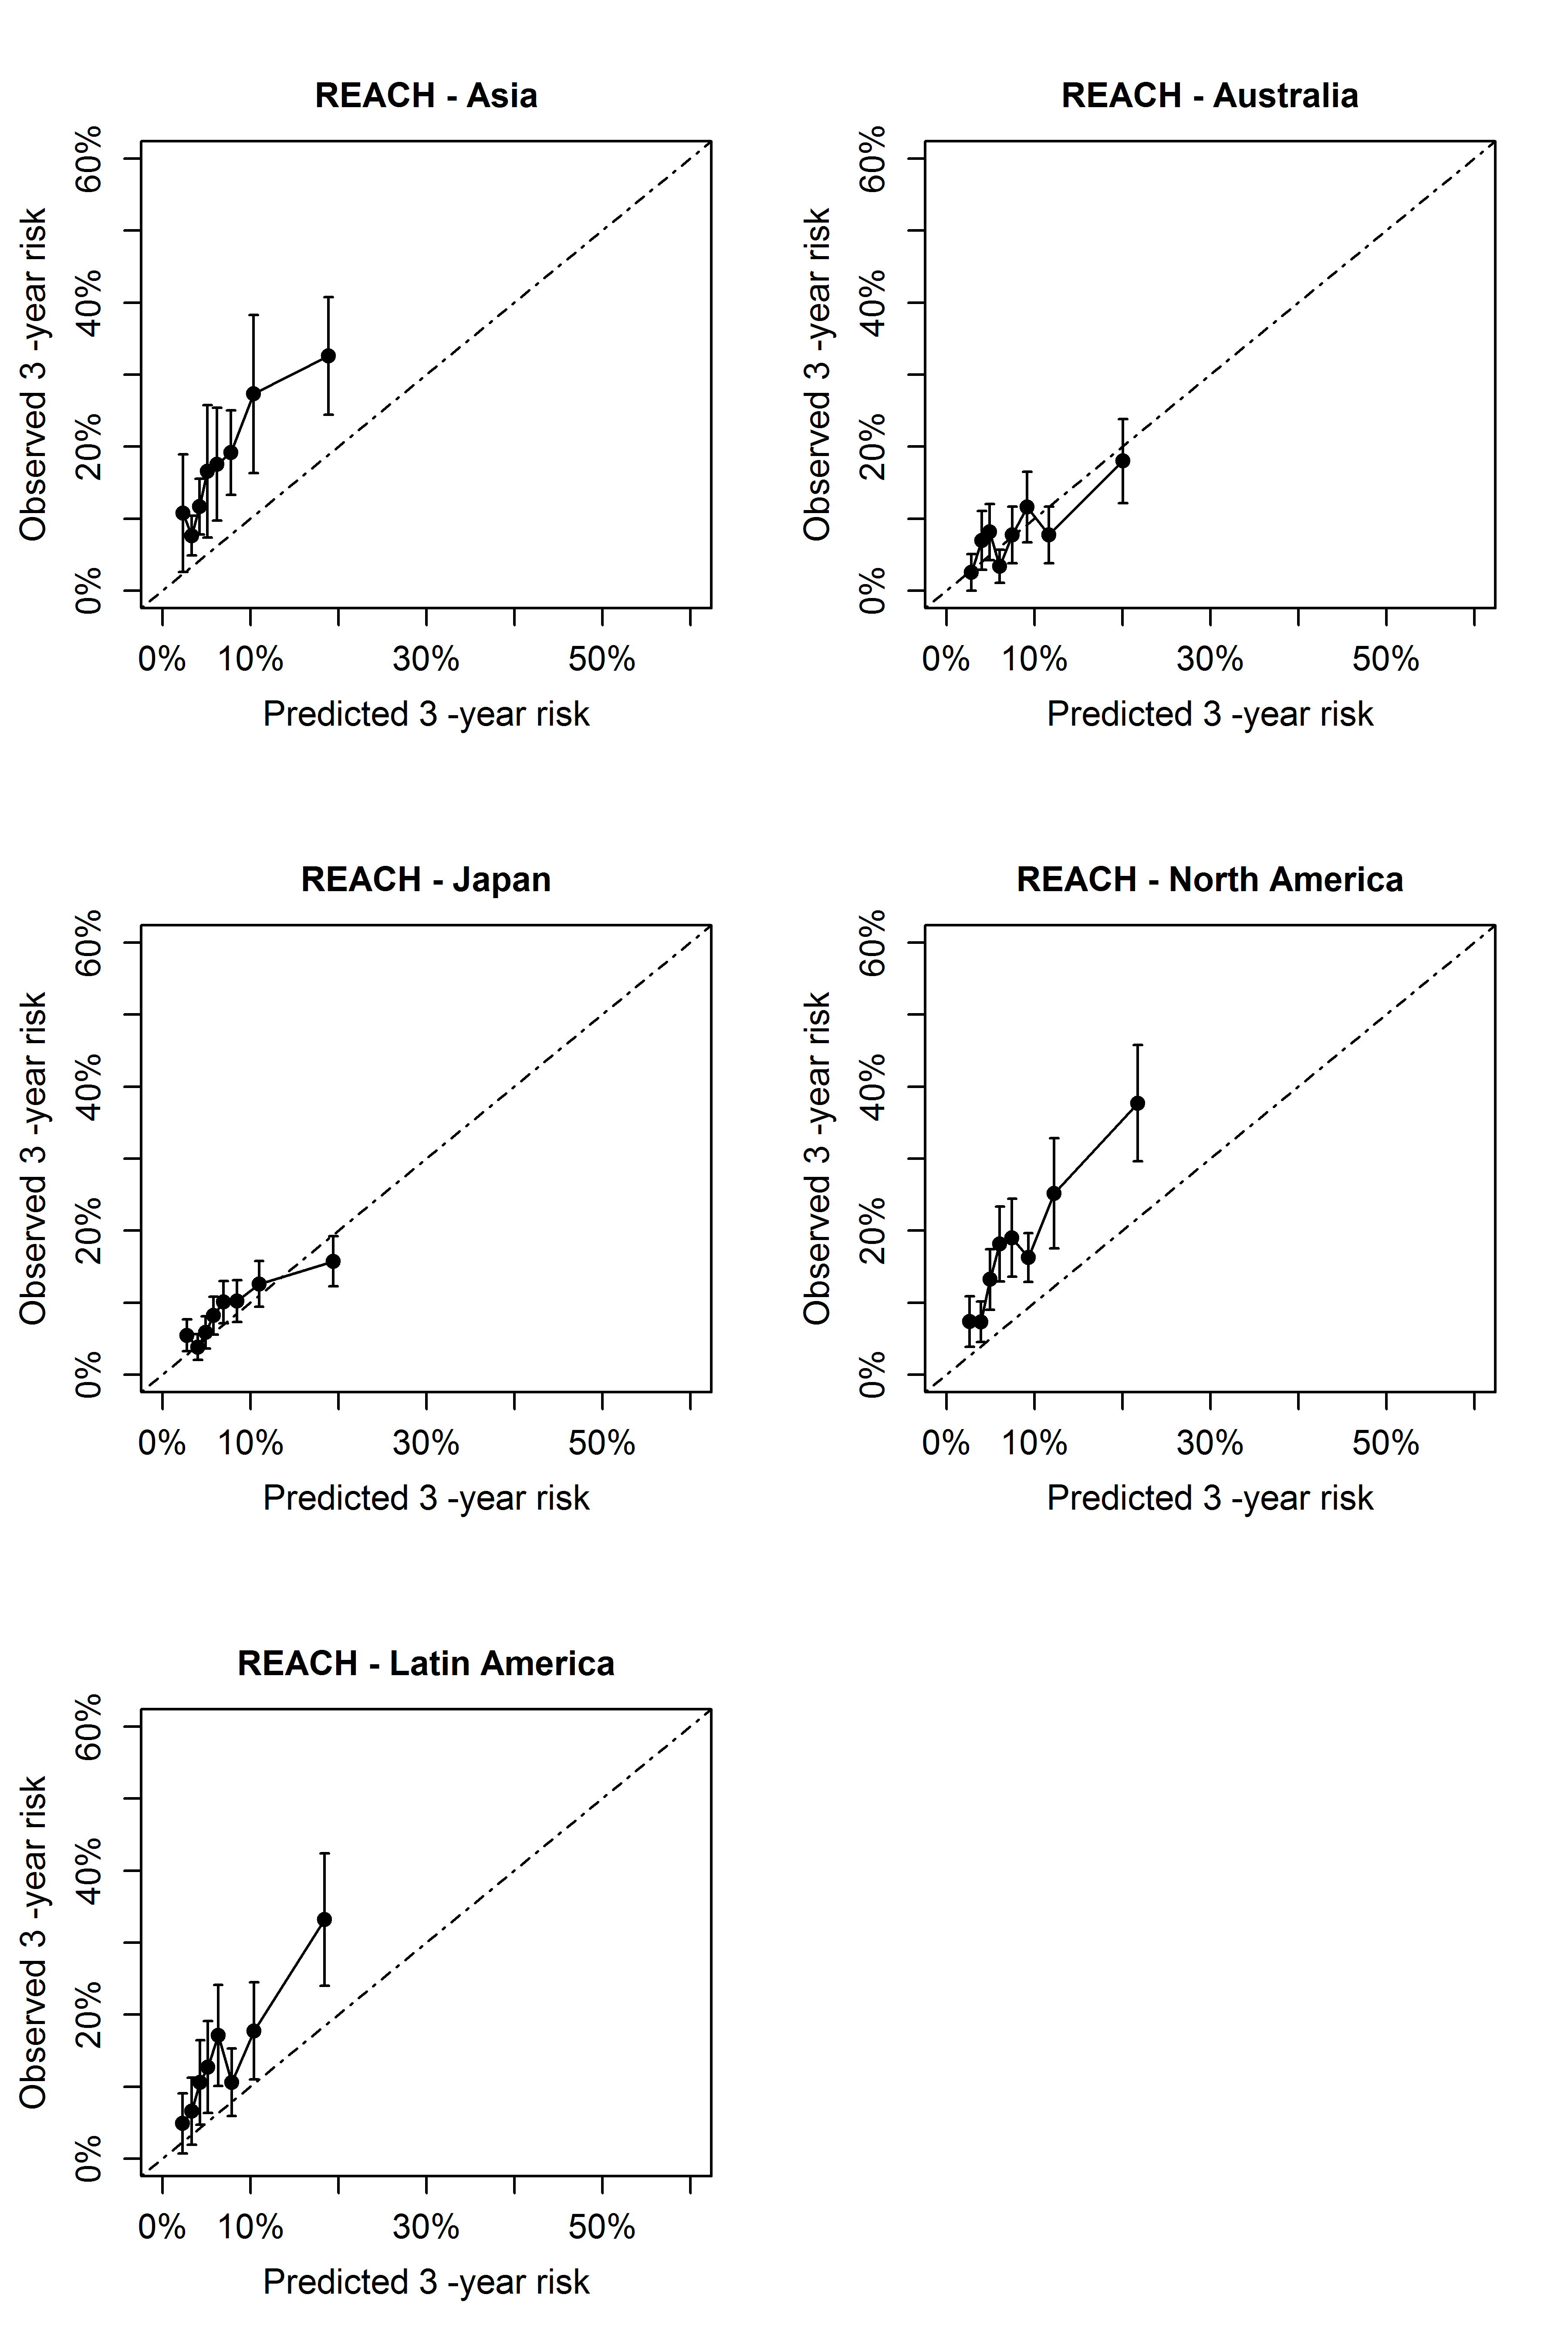 REACH - Asia
60%
40%
20%
0%
Observed 3 -year risk
0% 10% 30% 50%
Predicted 3 -year risk
REACH - Australia
60%
40%
20%
0%
Observed 3 -year risk
0% 10% 30% 50%
Predicted 3 -year risk
REACH - Japan
60%
40%
20%
0%
Observed 3 -year risk
0% 10% 30% 50%
Predicted 3 -year risk
REACH - North America
60%
40%
20%
0%
Observed 3 -year risk
0% 10% 30% 50%
Predicted 3 -year risk
REACH - Latin America
60%
40%
20%
0%
Observed 3 -year risk
0% 10% 30% 50%
Predicted 3 -year risk